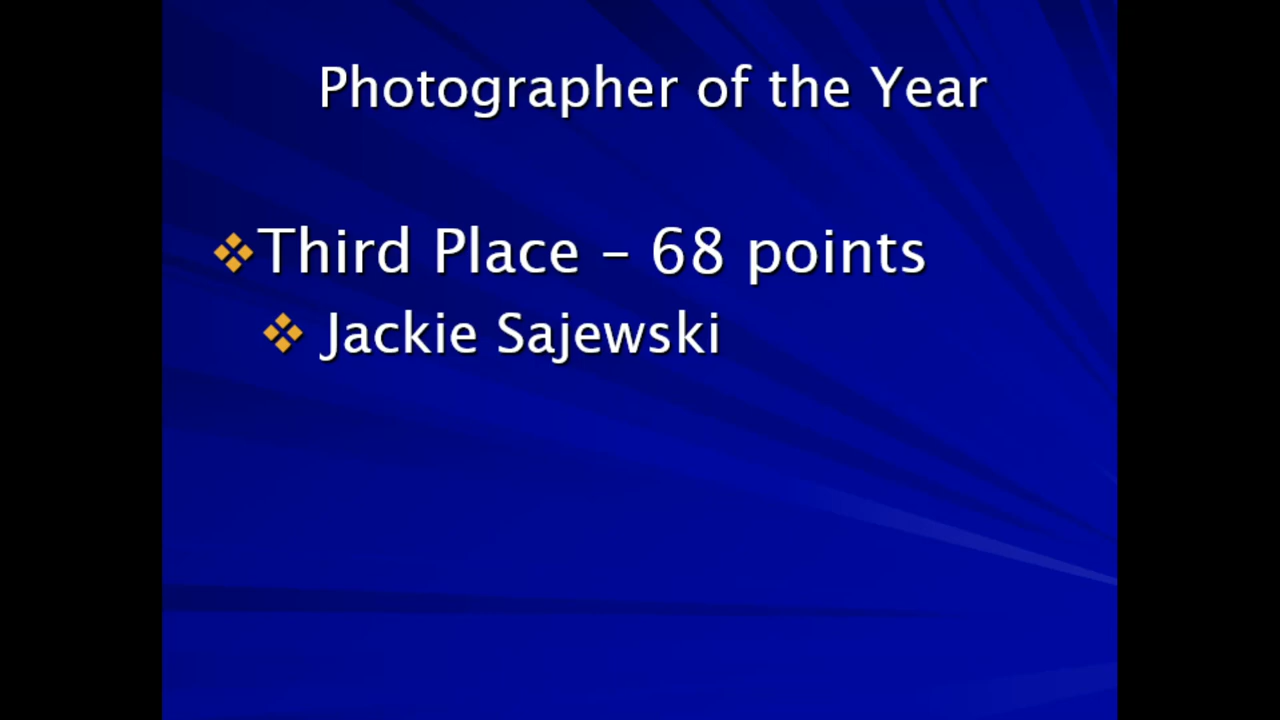 Photographer of the Year
Third Place – 68 points
Jackie Sajewski